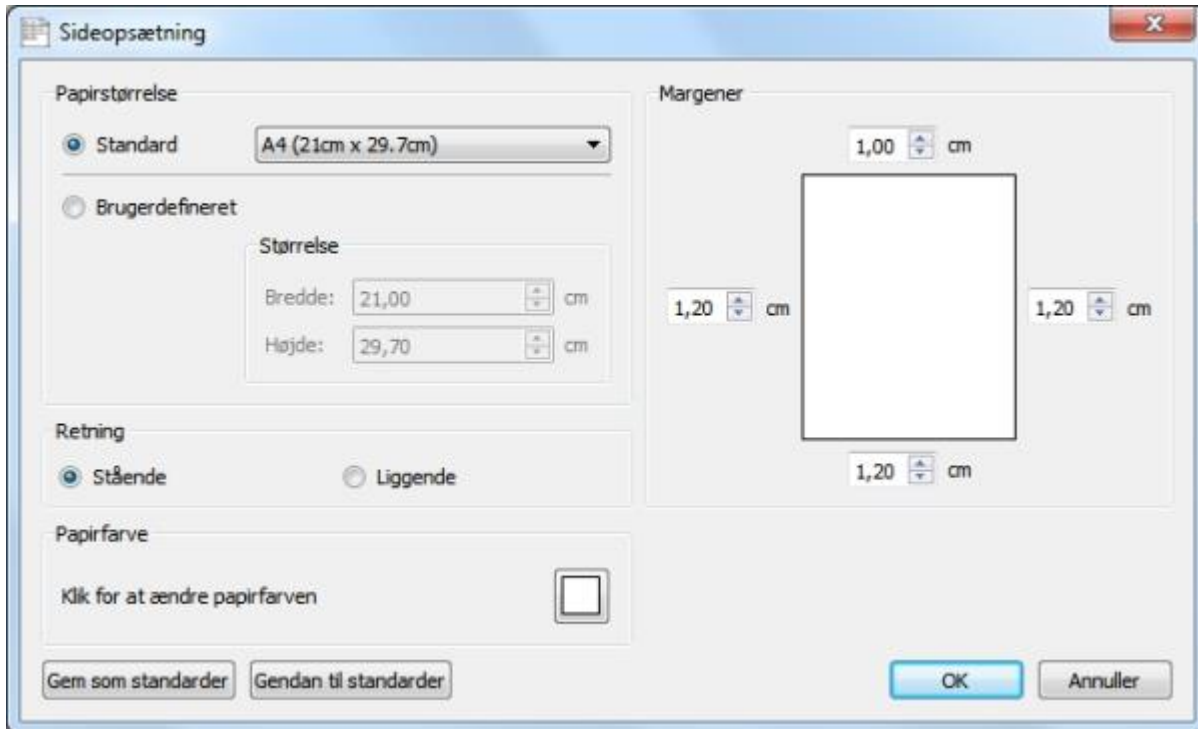 Sideopsætning
Papirstørrelse
Standard
A4 (21cm x 29.7cm)
Brugerdefineret
Størrelse
Bredde: 21,00 cm
Højde: 29,70 cm
Retning
Stående
Liggende
Papirfarve
Klik for at ændre papirfarven
Margener
1,00 cm
1,20 cm
1,20 cm
1,20 cm
Gem som standarder
Gendan til standarder
OK
Annuller